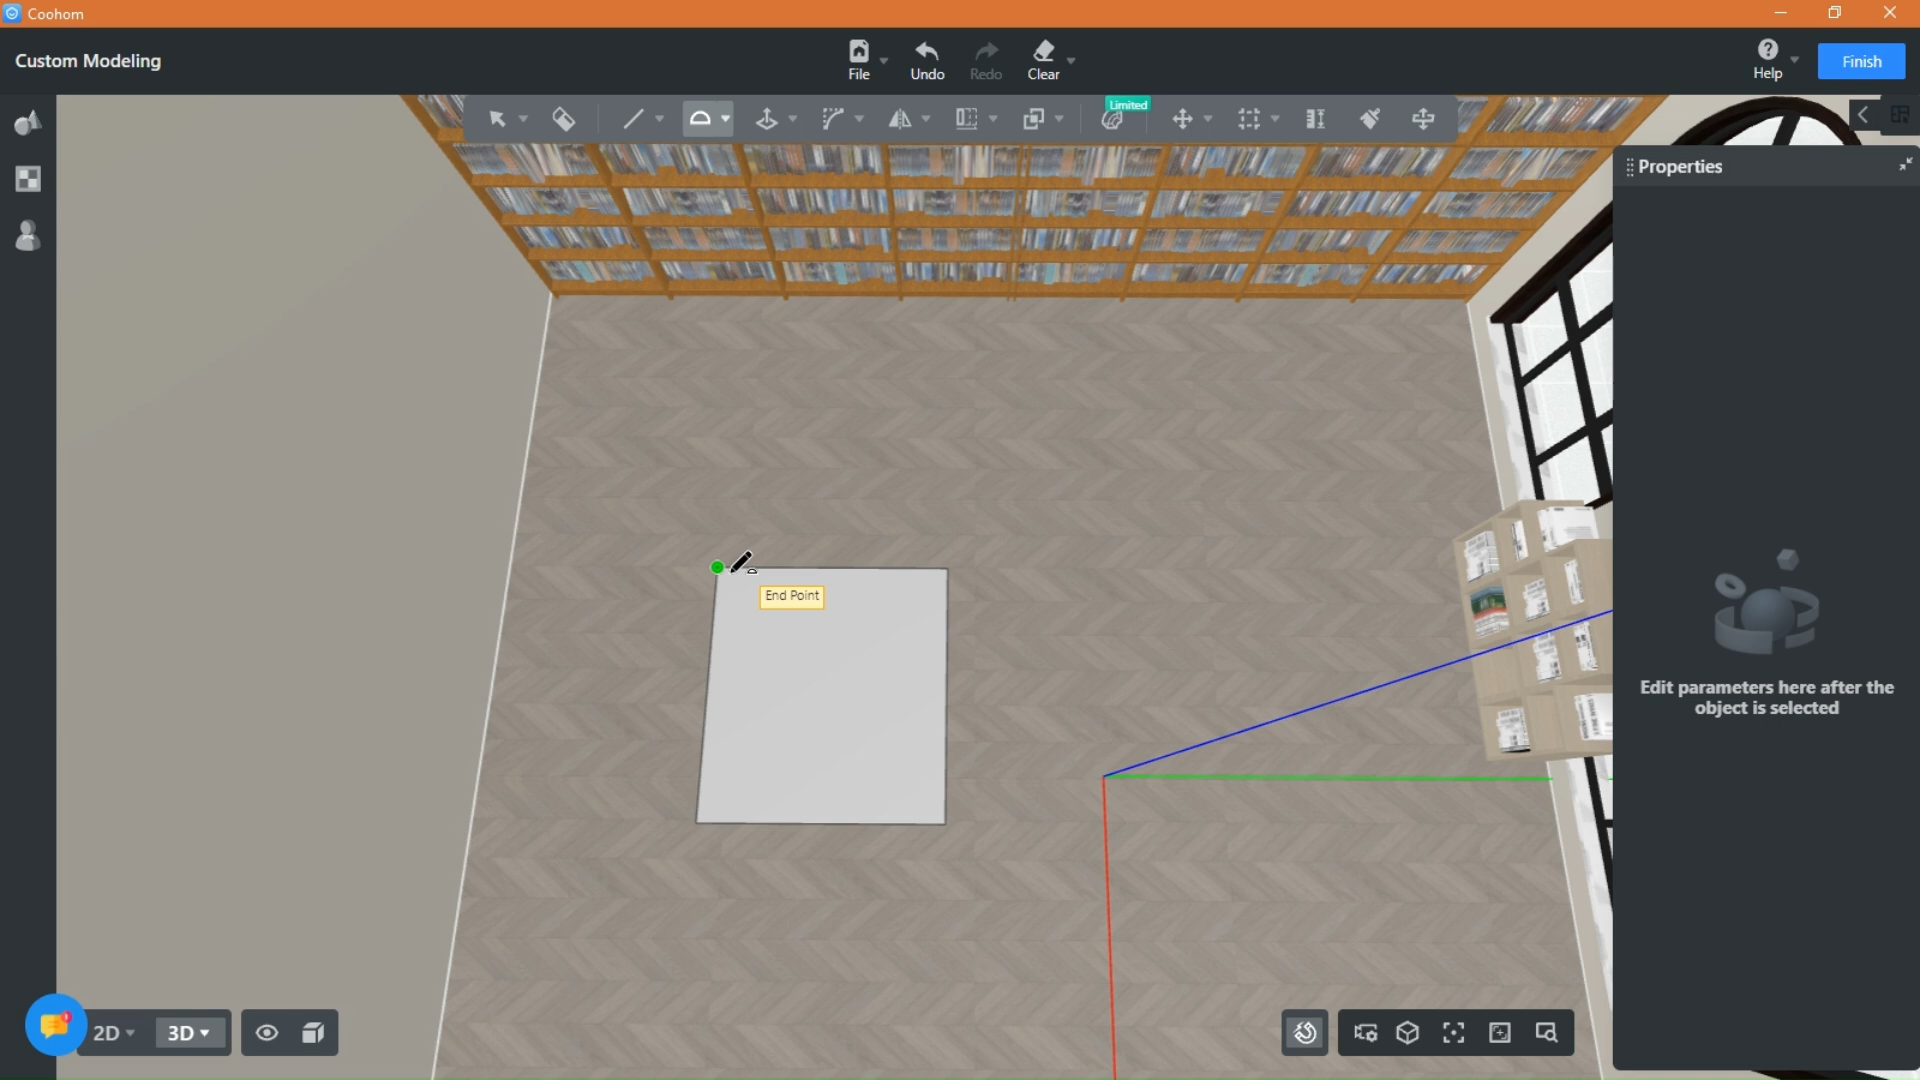 Coohom
Custom Modeling
File
Undo
Redo
Clear
Help
Finish
Limited
Properties
End Point
Edit parameters here after the
object is selected
2D
3D